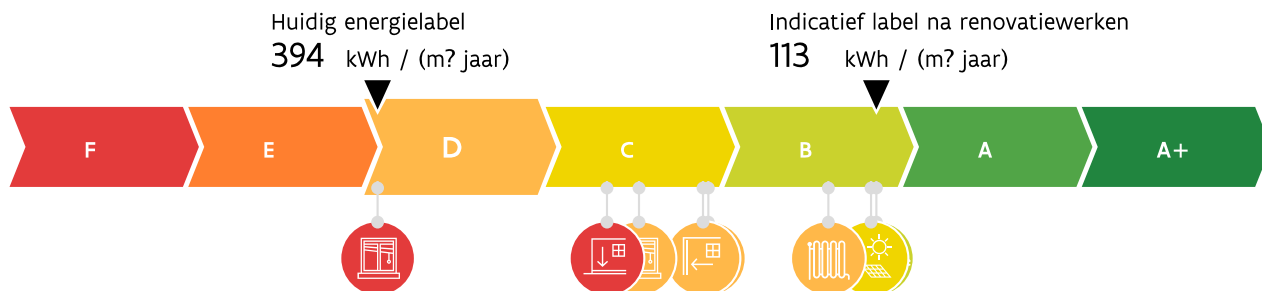 Huidig energielabel
394 kWh / (m? jaar)
Indicatief label na renovatiewerken
113 kWh / (m? jaar)
F E D C B A A+